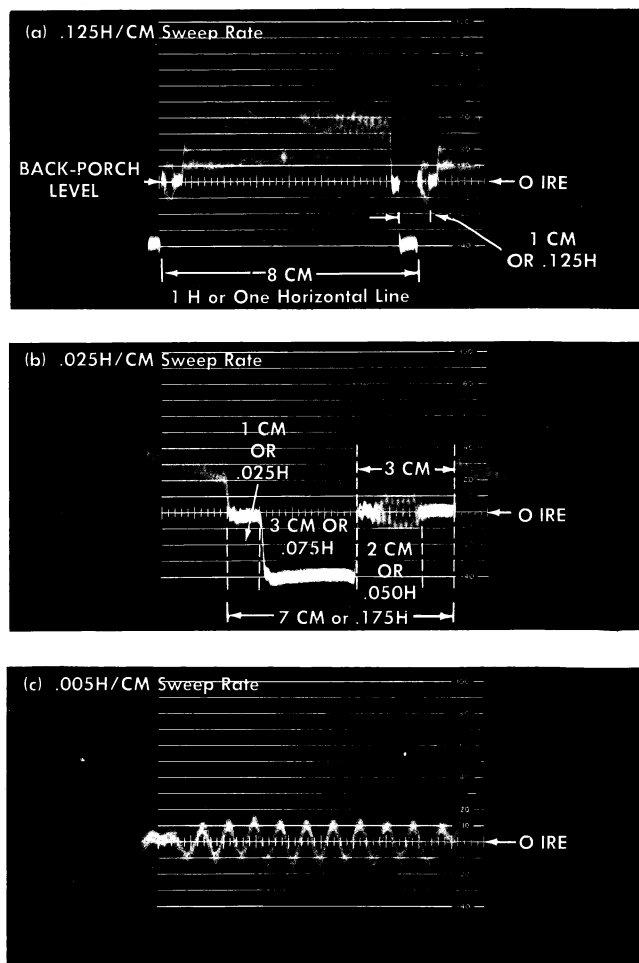 (a) .125H/CM Sweep Rate
BACK-PORCH
LEVEL
O IRE
1 CM
OR .125H
8 CM
1 H or One Horizontal Line
(b) .025H/CM Sweep Rate
1 CM
OR
.025H
3 CM
O IRE
3 CM OR
.075H
2 CM
OR
.050H
7 CM or .175H
(c) .005H/CM Sweep Rate
O IRE